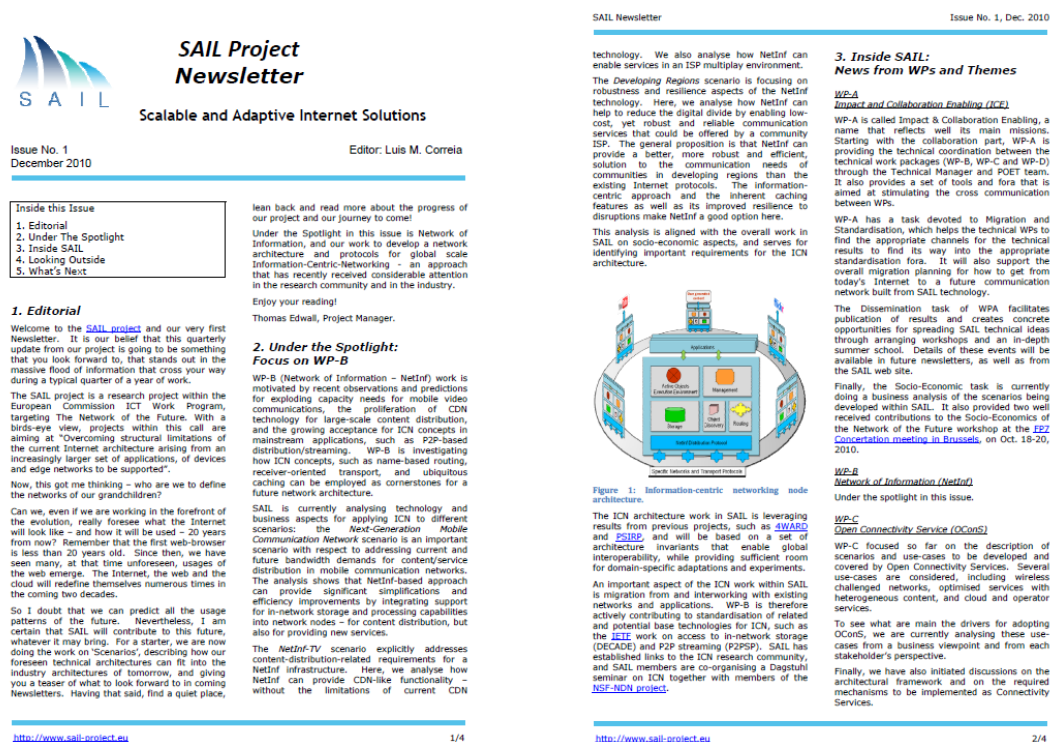 SAIL
SAIL Project
Newsletter
Scalable and Adaptive Internet Solutions
Issue No. 1
December 2010
Editor: Luis M. Correia
Inside this Issue
1. Editorial
2. Under The Spotlight
3. Inside SAIL
4. Looking Outside
5. What's Next
1. Editorial
Welcome to the SAIL project and our very first
Newsletter. It is our belief that this quarterly
update from our project is going to be something
that you look forward to, that stands out in the
massive flood of information that cross your way
during a typical quarter of a year of work.
The SAIL project is a research project within the
European Commission ICT Work Program,
targeting The Network of the Future. With a
birds-eye view, projects within this call are
aiming at "Overcoming structural limitations of
the current Internet architecture arising from an
increasingly larger set of applications, of devices
and edge networks to be supported".
Now, this got me thinking – who are we to define
the networks of our grandchildren?
Can we, even if we are working in the forefront of
the evolution, really foresee what the Internet
will look like – and how it will be used – 20 years
from now? Remember that the first web-browser
is less than 20 years old. Since then, we have
seen many, at that time unforeseen, usages of
the web emerge. The Internet, the web and the
cloud will redefine themselves numerous times in
the coming two decades.
So I doubt that we can predict all the usage
patterns of the future. Nevertheless, I am
certain that SAIL will contribute to this future,
whatever it may bring. For a starter, we are now
doing the work on 'Scenarios', describing how our
foreseen technical architectures can fit into the
industry architectures of tomorrow, and giving
you a teaser of what to look forward to in coming
Newsletters. Having that said, find a quiet place,
lean back and read more about the progress of
our project and our journey to come!
Under the Spotlight in this issue is Network of
Information, and our work to develop a network
architecture and protocols for global scale
Information-Centric-Networking - an approach
that has recently received considerable attention
in the research community and in the industry.
Enjoy your reading!
Thomas Edwall, Project Manager.
2. Under the Spotlight:
Focus on WP-B
WP-B (Network of Information – NetInf) work is
motivated by recent observations and predictions
for exploding capacity needs for mobile video
communications, the proliferation of CDN
technology for large-scale content distribution,
and the growing acceptance for ICN concepts in
mainstream applications, such as P2P-based
distribution/streaming. WP-B is investigating
how ICN concepts, such as name-based routing,
receiver-oriented transport, and ubiquitous
caching can be employed as cornerstones for a
future network architecture.
SAIL is currently analysing technology and
business aspects for applying ICN to different
scenarios: the Next-Generation Mobile
Communication Network scenario is an important
scenario with respect to addressing current and
future bandwidth demands for content/service
distribution in mobile communication networks.
The analysis shows that NetInf-based approach
can provide significant simplifications and
efficiency improvements by integrating support
for in-network storage and processing capabilities
into network nodes – for content distribution, but
also for providing new services.
The NetInf-TV scenario explicitly addresses
content-distribution-related requirements for a
NetInf infrastructure. Here, we analyse how
NetInf can provide CDN-like functionality –
without the limitations of current CDN
http://www.sail-project.eu
1/4
SAIL Newsletter
Issue No. 1, Dec. 2010
technology. We also analyse how NetInf can
enable services in an ISP multiplay environment.
The Developing Regions scenario is focusing on
robustness and resilience aspects of the NetInf
technology. Here, we analyse how NetInf can
help to reduce the digital divide by enabling low-
cost, yet robust and reliable communication
services that could be offered by a community
ISP. The general proposition is that NetInf can
provide a better, more robust and efficient,
solution to the communication needs of
communities in developing regions than the
existing Internet protocols. The information-
centric approach and the inherent caching
features as well as its improved resilience to
disruptions make NetInf a good option here.
This analysis is aligned with the overall work in
SAIL on socio-economic aspects, and serves for
identifying important requirements for the ICN
architecture.
Applications
Active Objects
Execution Environment
Management
Storage
Object
Discovery
Routing
NetInf Distribution Protocol
Specific Networks and Transport Protocols
Figure 1: Information-centric networking node
architecture.
The ICN architecture work in SAIL is leveraging
results from previous projects, such as 4WARD
and PSIRP, and will be based on a set of
architecture invariants that enable global
interoperability, while providing sufficient room
for domain-specific adaptations and experiments.
An important aspect of the ICN work within SAIL
is migration from and interworking with existing
networks and applications. WP-B is therefore
actively contributing to standardisation of related
and potential base technologies for ICN, such as
the IETF work on access to in-network storage
(DECADE) and P2P streaming (P2PSP). SAIL has
established links to the ICN research community,
and SAIL members are co-organising a Dagstuhl
seminar on ICN together with members of the
NSF-NDN project.
3. Inside SAIL:
News from WPs and Themes
WP-A
Impact and Collaboration Enabling (ICE)
WP-A is called Impact & Collaboration Enabling, a
name that reflects well its main missions.
Starting with the collaboration part, WP-A is
providing the technical coordination between the
technical work packages (WP-B, WP-C and WP-D)
through the Technical Manager and POET team.
It also provides a set of tools and fora that is
aimed at stimulating the cross communication
between WPs.
WP-A has a task devoted to Migration and
Standardisation, which helps the technical WPs to
find the appropriate channels for the technical
results to find its way into the appropriate
standardisation fora. It will also support the
overall migration planning for how to get from
today's Internet to a future communication
network built from SAIL technology.
The Dissemination task of WPA facilitates
publication of results and creates concrete
opportunities for spreading SAIL technical ideas
through arranging workshops and an in-depth
summer school. Details of these events will be
available in future newsletters, as well as from
the SAIL web site.
Finally, the Socio-Economic task is currently
doing a business analysis of the scenarios being
developed within SAIL. It also provided two well
received contributions to the Socio-Economics of
the Network of the Future workshop at the FP7
Concertation meeting in Brussels, on Oct. 18-20,
2010.
WP-B
Network of Information (NetInf)
Under the spotlight in this issue.
WP-C
Open Connectivity Service (OConS)
WP-C focused so far on the description of
scenarios and use-cases to be developed and
covered by Open Connectivity Services. Several
use-cases are considered, including wireless
challenged networks, optimised services with
heterogeneous content, and cloud and operator
services.
To see what are main the drivers for adopting
OConS, we are currently analysing these use-
cases from a business viewpoint and from each
stakeholder's perspective.
Finally, we have also initiated discussions on the
architectural framework and on the required
mechanisms to be implemented as Connectivity
Services.
http://www.sail-project.eu
2/4